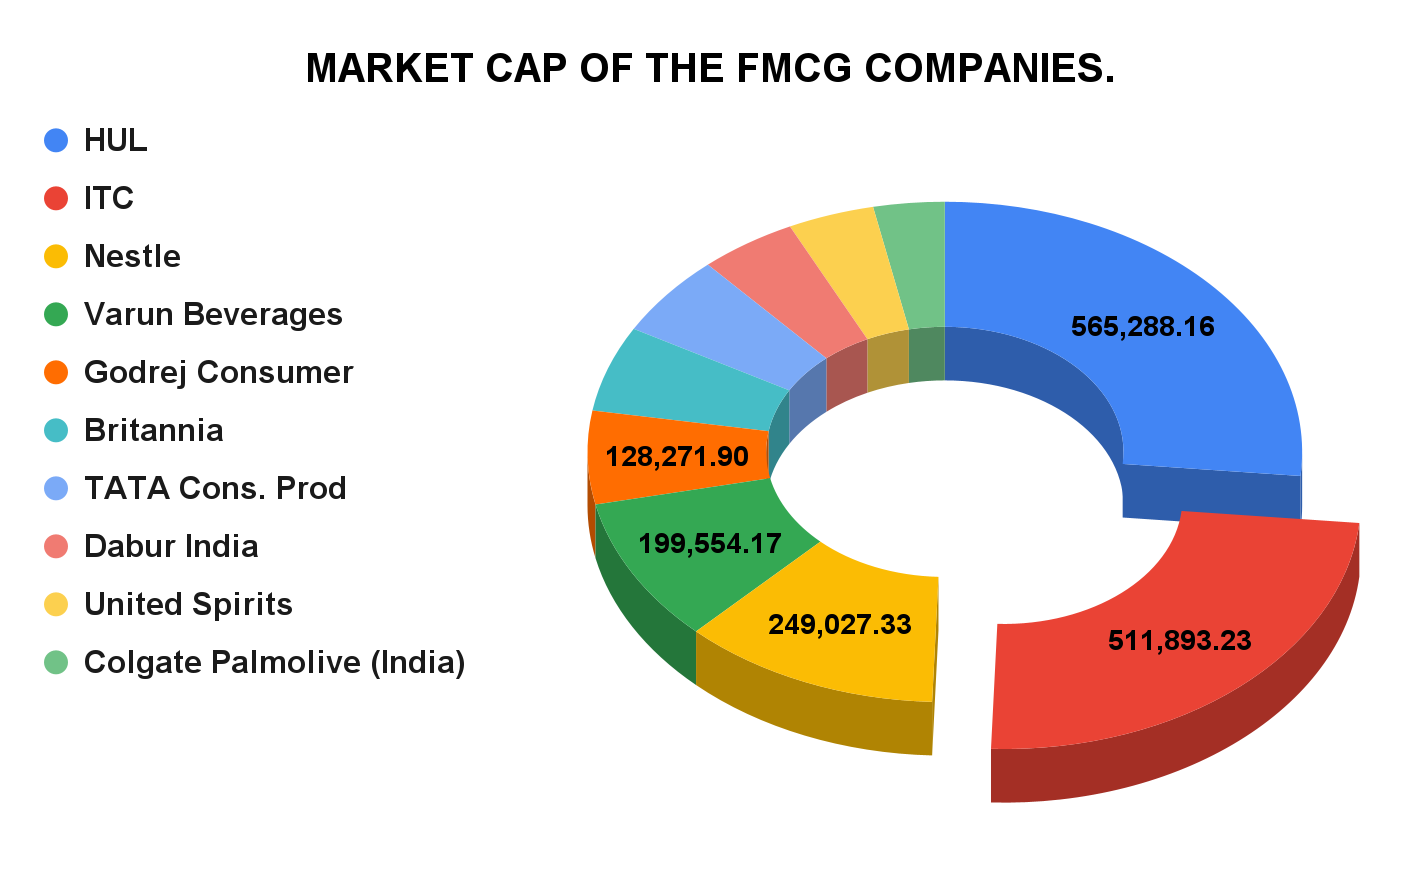 MARKET CAP OF THE FMCG COMPANIES.
HUL
ITC
Nestle
Varun Beverages
Godrej Consumer
Britannia
TATA Cons. Prod
Dabur India
United Spirits
Colgate Palmolive (India)
565,288.16
128,271.90
199,554.17
249,027.33
511,893.23